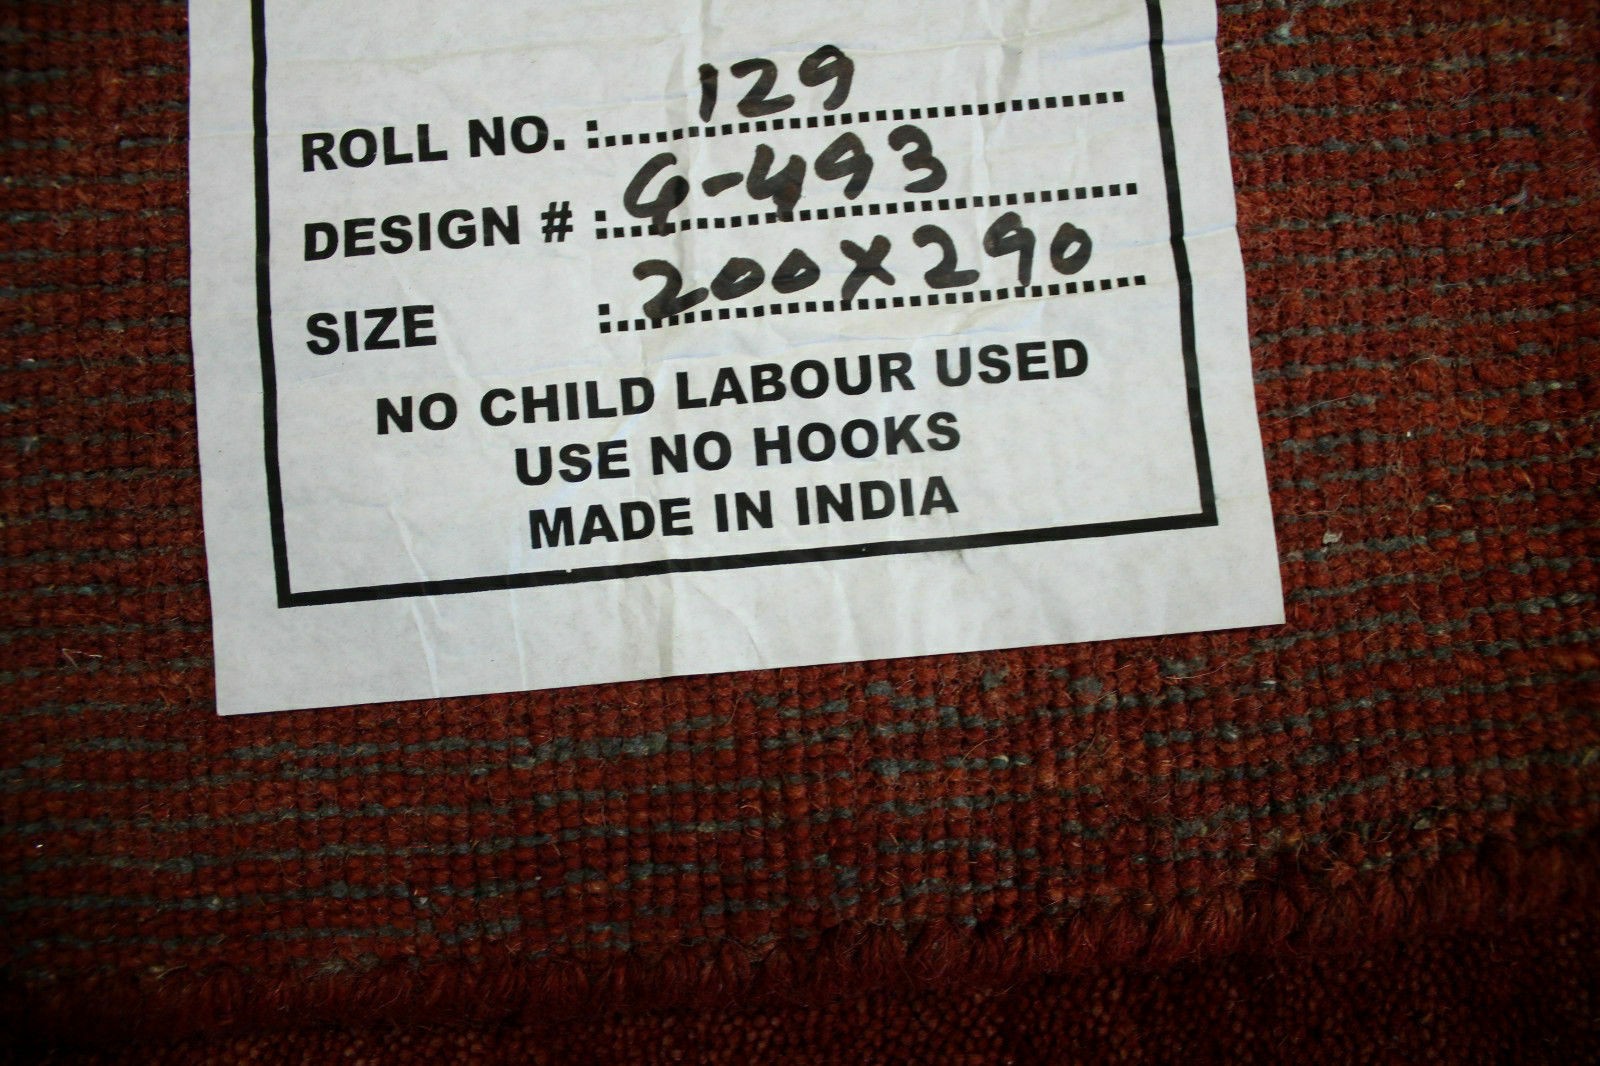 ROLL NO. : 129
DESIGN # : G-493
SIZE : 200X290
NO CHILD LABOUR USED
USE NO HOOKS
MADE IN INDIA